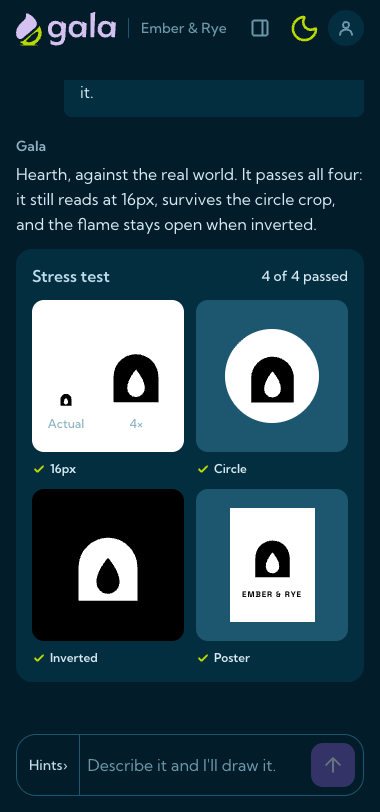 gala
Ember & Rye
it.
Gala
Hearth, against the real world. It passes all four:
it still reads at 16px, survives the circle crop,
and the flame stays open when inverted.
Stress test
4 of 4 passed
Actual
4×
16px
Circle
EMBER & RYE
Inverted
Poster
Hints›
Describe it and I'll draw it.